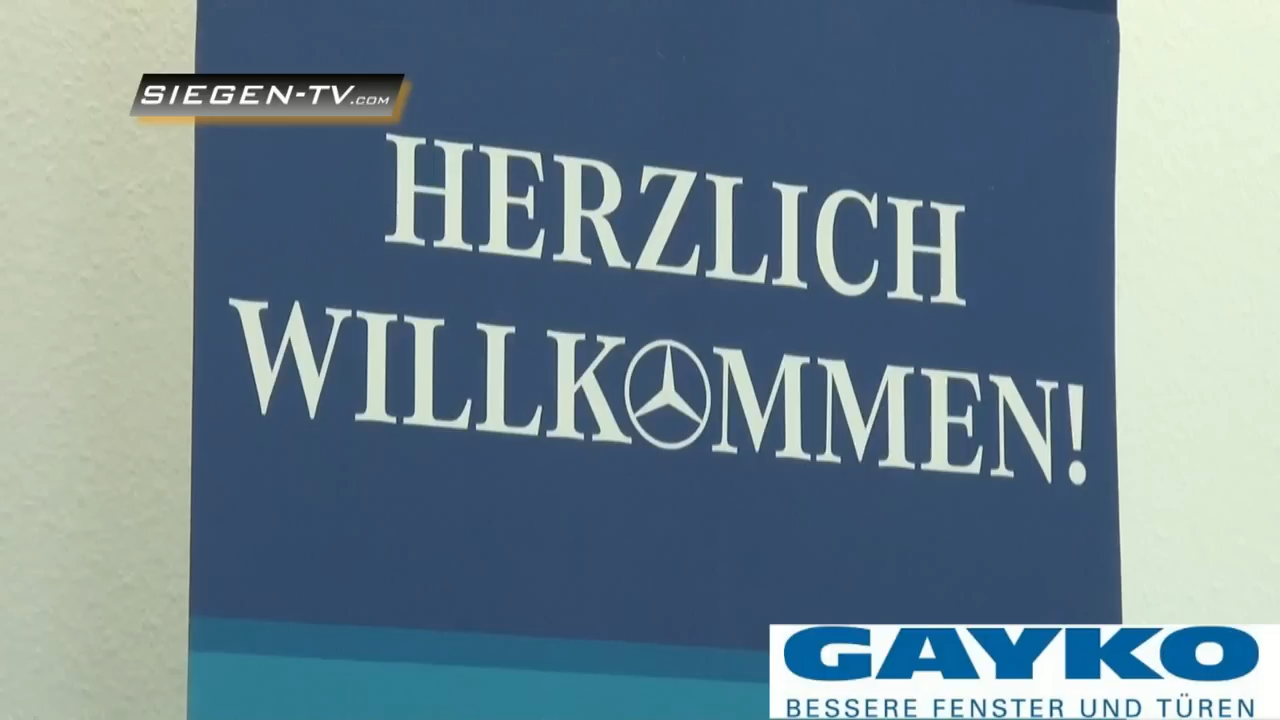 SIEGEN-TV.COM
HERZLICH
WILLKOMMEN!
GAYKO
BESSERE FENSTER UND TÜREN